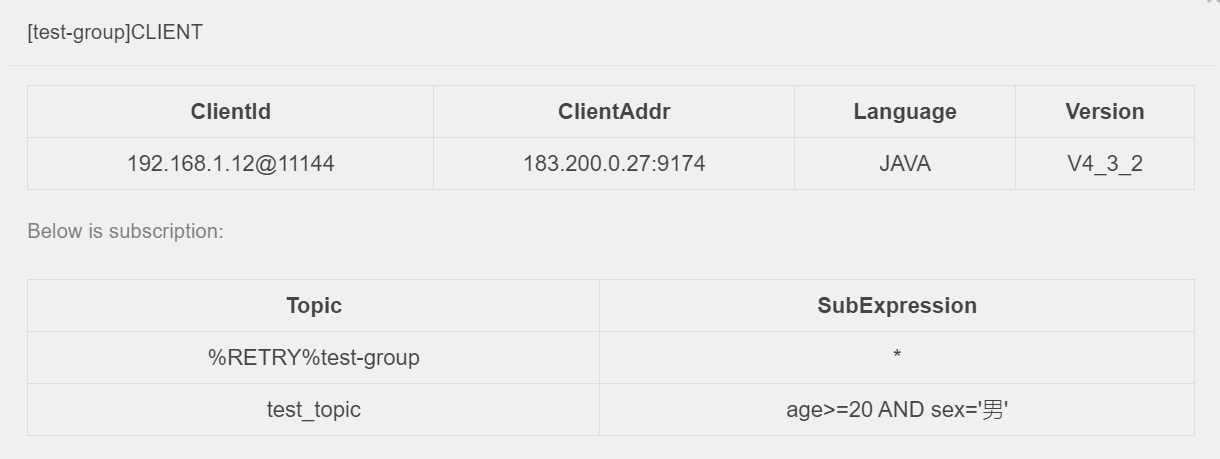 [test-group]CLIENT
ClientId ClientAddr Language Version
192.168.1.12@11144 183.200.0.27:9174 JAVA V4_3_2
Below is subscription:
Topic SubExpression
%RETRY%test-group *
test_topic age>=20 AND sex='男'